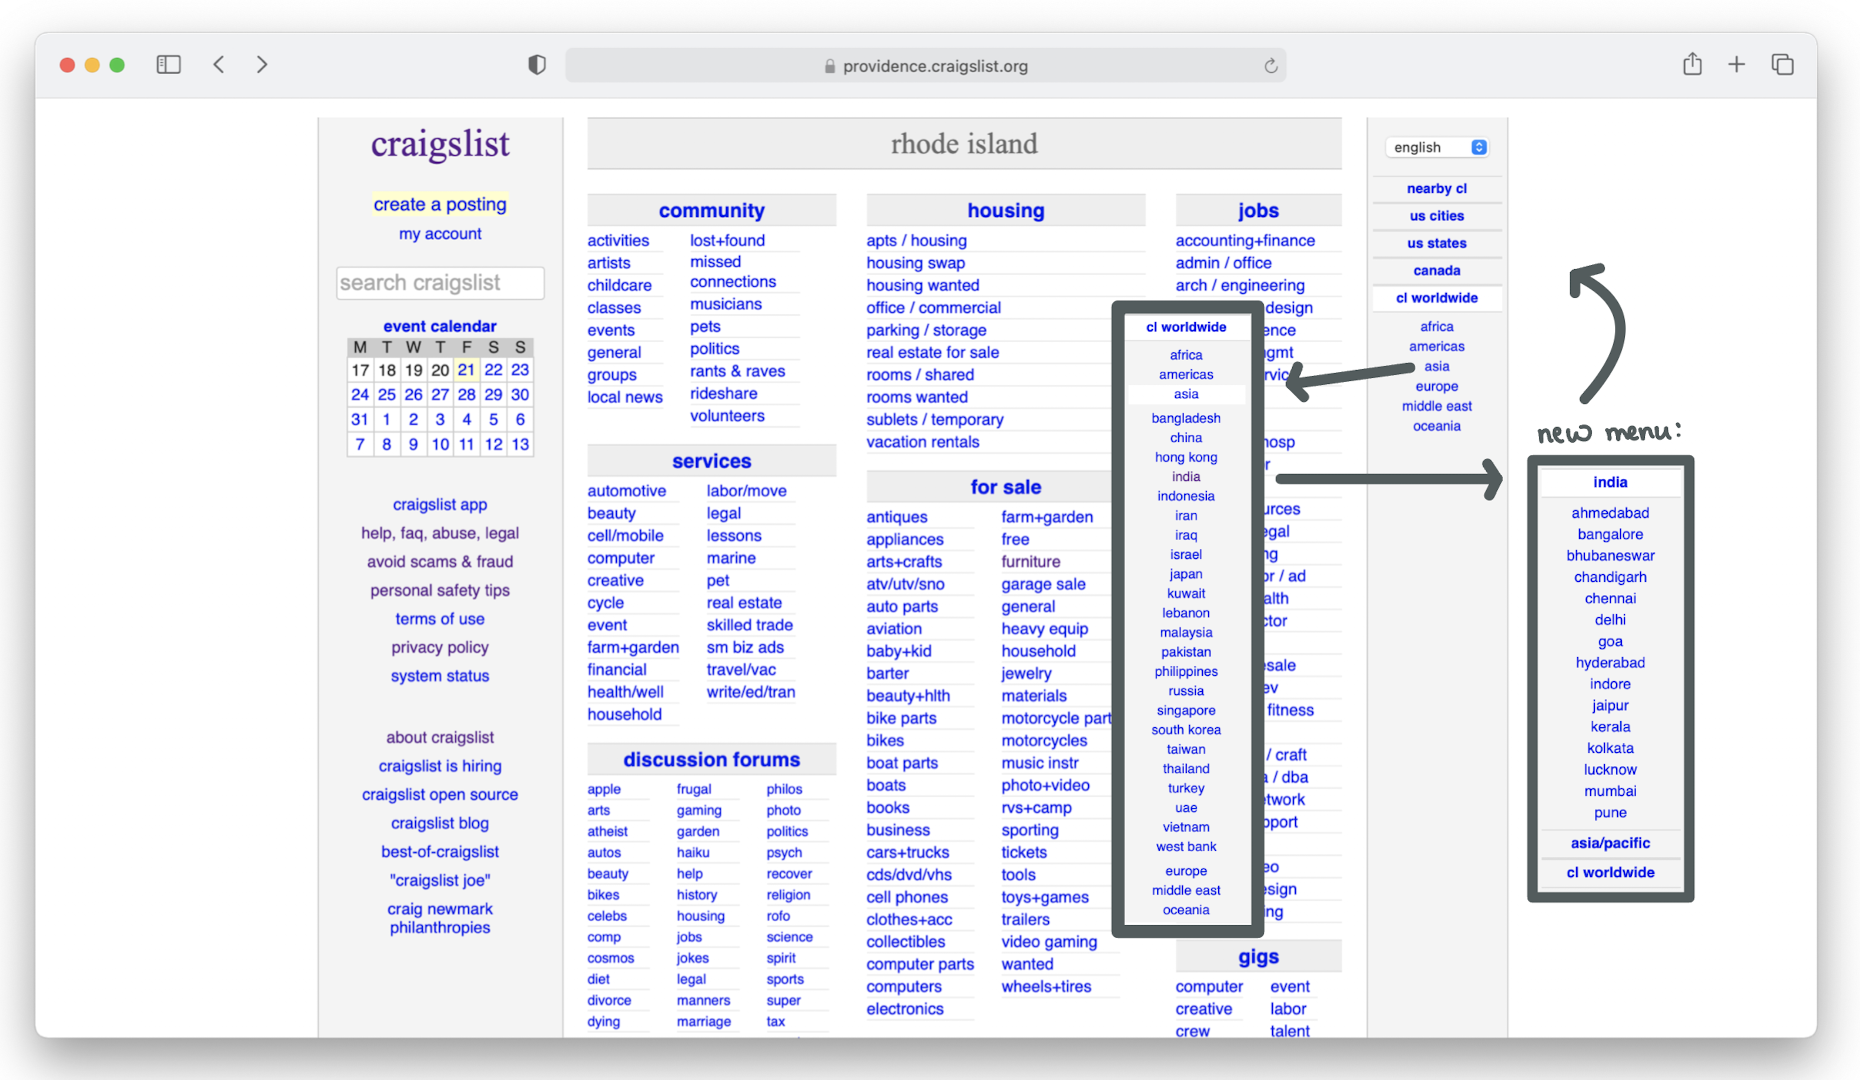 providence.craigslist.org
craigslist
create a posting
my account
search craigslist
event calendar
M T W T F S S
17 18 19 20 21 22 23
24 25 26 27 28 29 30
31 1 2 3 4 5 6
7 8 9 10 11 12 13
craigslist app
help, faq, abuse, legal
avoid scams & fraud
personal safety tips
terms of use
privacy policy
system status
about craigslist
craigslist is hiring
craigslist open source
craigslist blog
best-of-craigslist
"craigslist joe"
craig newmark
philanthropies
rhode island
community
activities
artists
childcare
classes
events
general
groups
local news
lost+found
missed
connections
musicians
pets
politics
rants & raves
rideshare
volunteers
services
automotive
beauty
cell/mobile
computer
creative
cycle
event
farm+garden
financial
health/well
household
labor/move
legal
lessons
marine
pet
real estate
skilled trade
sm biz ads
travel/vac
write/ed/tran
discussion forums
apple
arts
atheist
autos
beauty
bikes
celebs
comp
cosmos
diet
divorce
dying
frugal
gaming
garden
haiku
help
history
housing
jobs
jokes
legal
manners
marriage
philos
photo
politics
psych
recover
religion
rofo
science
spirit
sports
super
tax
housing
apts / housing
housing swap
housing wanted
office / commercial
parking / storage
real estate for sale
rooms / shared
rooms wanted
sublets / temporary
vacation rentals
for sale
antiques
appliances
arts+crafts
atv/utv/sno
auto parts
aviation
baby+kid
barter
beauty+hlth
bike parts
bikes
boat parts
boats
books
business
cars+trucks
cds/dvd/vhs
cell phones
clothes+acc
collectibles
computer parts
computers
electronics
farm+garden
free
furniture
garage sale
general
heavy equip
household
jewelry
materials
motorcycle part
motorcycles
music instr
photo+video
rvs+camp
sporting
tickets
tools
toys+games
trailers
video gaming
wanted
wheels+tires
jobs
accounting+finance
admin / office
arch / engineering
design
ence
gmt
rvic
hosp
r
urces
egal
ng
or / ad
alth
ctor
sale
ev
fitness
/ craft
a / dba
etwork
pport
eo
esign
ing
gigs
computer
creative
crew
event
labor
talent
cl worldwide
africa
americas
asia
bangladesh
china
hong kong
india
indonesia
iran
iraq
israel
japan
kuwait
lebanon
malaysia
pakistan
philippines
russia
singapore
south korea
taiwan
thailand
turkey
uae
vietnam
west bank
europe
middle east
oceania
english
nearby cl
us cities
us states
canada
cl worldwide
africa
americas
asia
europe
middle east
oceania
new menu:
india
ahmedabad
bangalore
bhubaneswar
chandigarh
chennai
delhi
goa
hyderabad
indore
jaipur
kerala
kolkata
lucknow
mumbai
pune
asia/pacific
cl worldwide